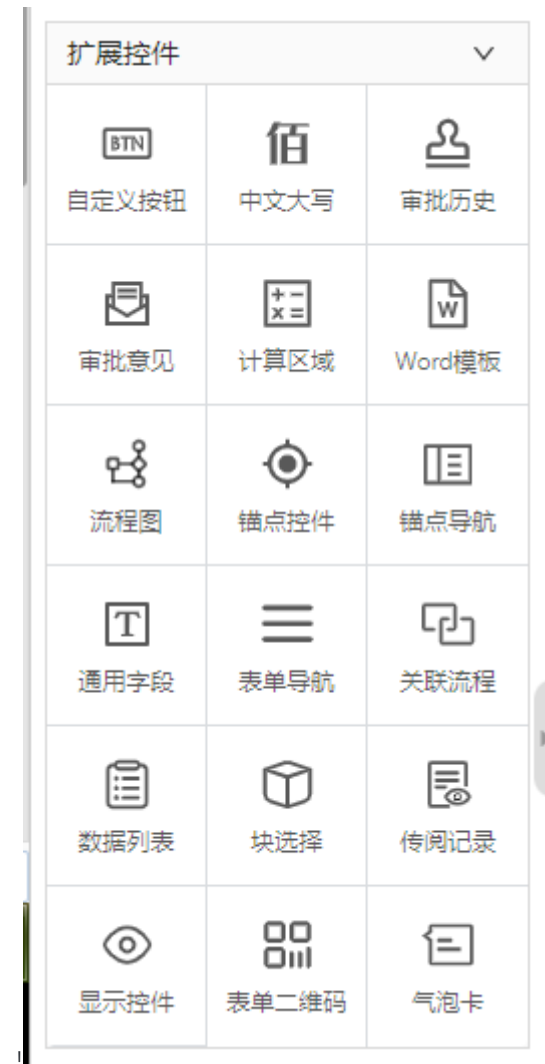 扩展控件
BTN 佰
自定义按钮 中文大写 审批历史
+ - × = W
审批意见 计算区域 Word模板
流程图 锚点控件 锚点导航
T
通用字段 表单导航 关联流程
数据列表 块选择 传阅记录
显示控件 表单二维码 气泡卡